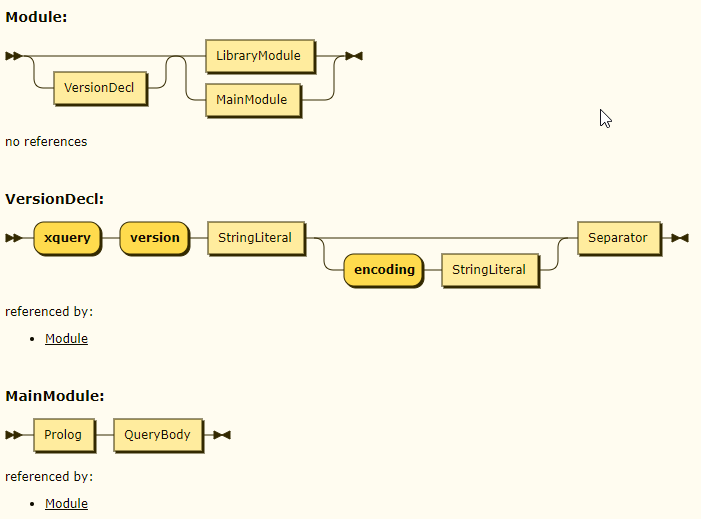 Module:
LibraryModule
VersionDecl
MainModule
no references
VersionDecl:
xquery version StringLiteral Separator
encoding StringLiteral
referenced by:
Module
MainModule:
Prolog QueryBody
referenced by:
Module